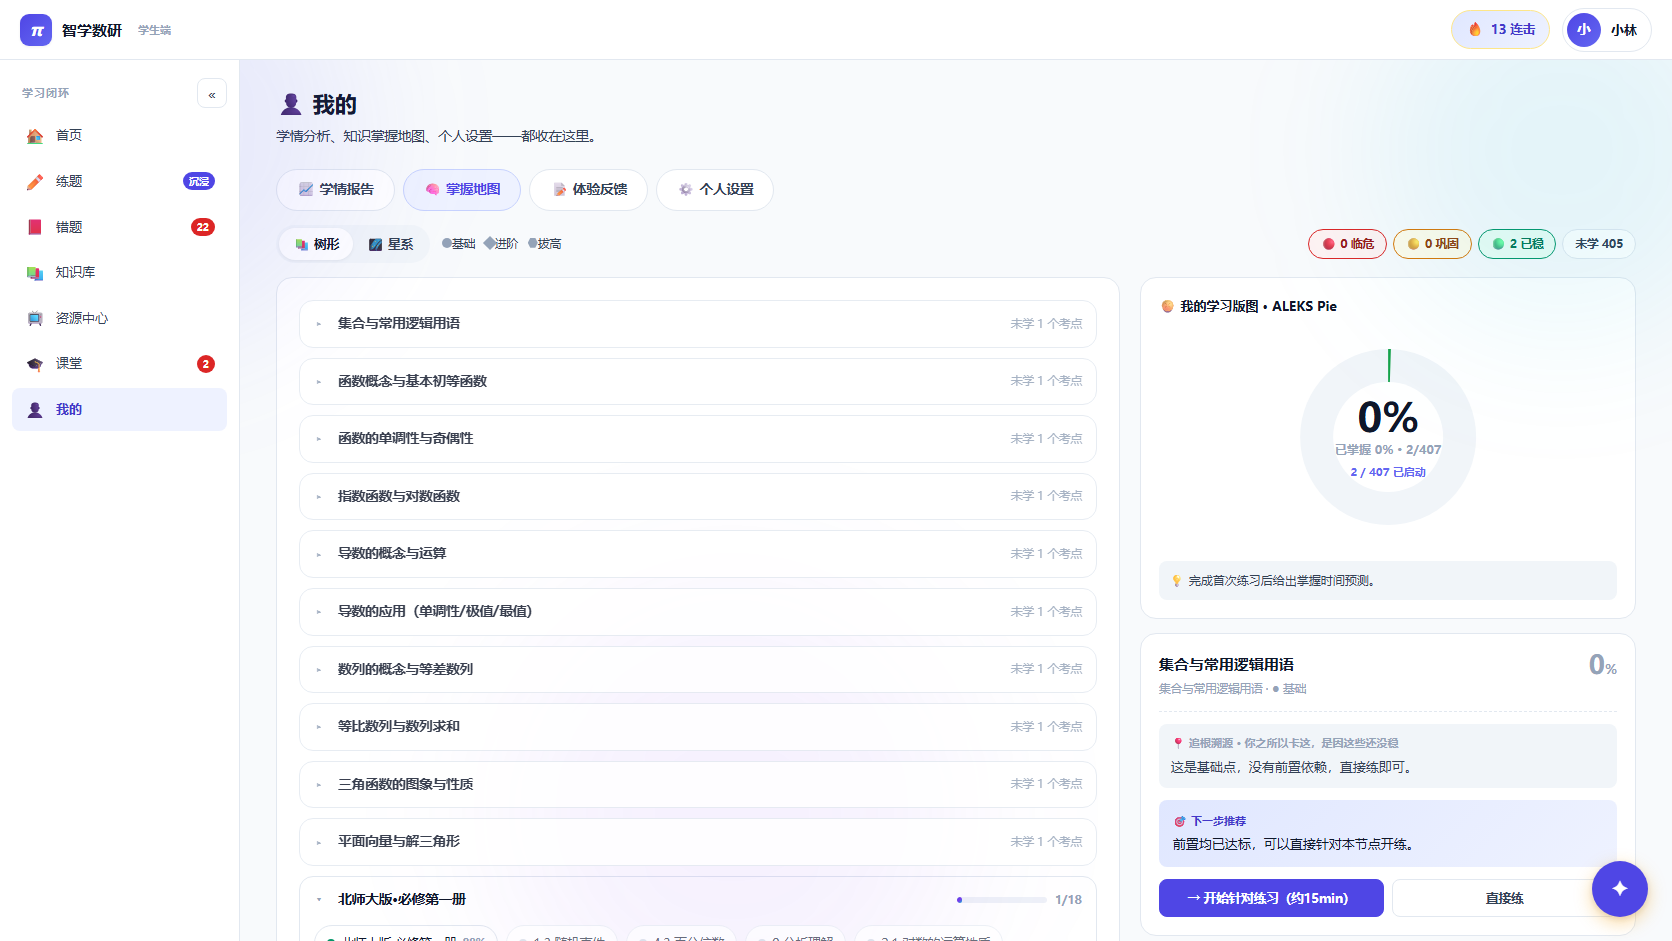 π 智学数研 学生端
13 连击
小 小林
学习闭环
«
首页
练题 沉浸
错题 22
知识库
资源中心
课堂 2
我的
我的
学情分析、知识掌握地图、个人设置——都收在这里。
学情报告 掌握地图 体验反馈 个人设置
树形 星系 基础 进阶 拔高
0 临危 0 巩固 2 已稳 未学 405
集合与常用逻辑用语 未学 1 个考点
函数概念与基本初等函数 未学 1 个考点
函数的单调性与奇偶性 未学 1 个考点
指数函数与对数函数 未学 1 个考点
导数的概念与运算 未学 1 个考点
导数的应用（单调性/极值/最值） 未学 1 个考点
数列的概念与等差数列 未学 1 个考点
等比数列与数列求和 未学 1 个考点
三角函数的图象与性质 未学 1 个考点
平面向量与解三角形 未学 1 个考点
北师大版•必修第一册 1/18
我的学习版图 • ALEKS Pie
0%
已掌握 0% • 2/407
2 / 407 已启动
完成首次练习后给出掌握时间预测。
集合与常用逻辑用语 0%
集合与常用逻辑用语 · 基础
追根溯源 • 你之所以卡这，是因这些还没稳
这是基础点，没有前置依赖，直接练即可。
下一步推荐
前置均已达标，可以直接针对本节点开练。
→ 开始针对练习（约15min）
直接练